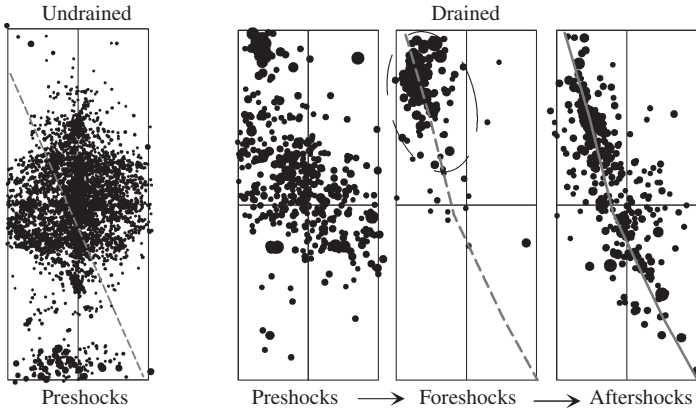 Undrained
Drained
Preshocks
Preshocks
Foreshocks
Aftershocks